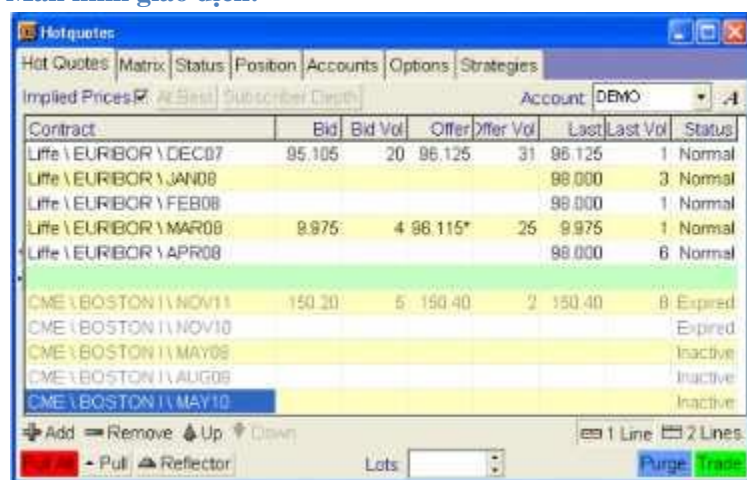 Màn hình giao dịch:
Hotquotes
Hot Quotes Matrix Status Position Accounts Options Strategies
Implied Prices At Best Subscriber Depth Account DEMO
Contract Bid Bid Vol Offer Offer Vol Last Last Vol Status
Liffe \ EURIBOR \ DEC07 95.105 20 96.125 31 96.125 1 Normal
Liffe \ EURIBOR \ JAN08 98.000 3 Normal
Liffe \ EURIBOR \ FEB08 98.000 1 Normal
Liffe \ EURIBOR \ MAR08 9.975 4 96.115* 25 9.975 1 Normal
Liffe \ EURIBOR \ APR08 98.000 6 Normal
CME \ BOSTON I \ NOV11 150.20 5 150.40 2 150.40 8 Expired
CME \ BOSTON I \ NOV10 Expired
CME \ BOSTON I \ MAY08 Inactive
CME \ BOSTON I \ AUG08 Inactive
CME \ BOSTON I \ MAY10 Inactive
Add Remove Up Down 1 Line 2 Lines
Pull All Pull Reflector Lots Purge Trade